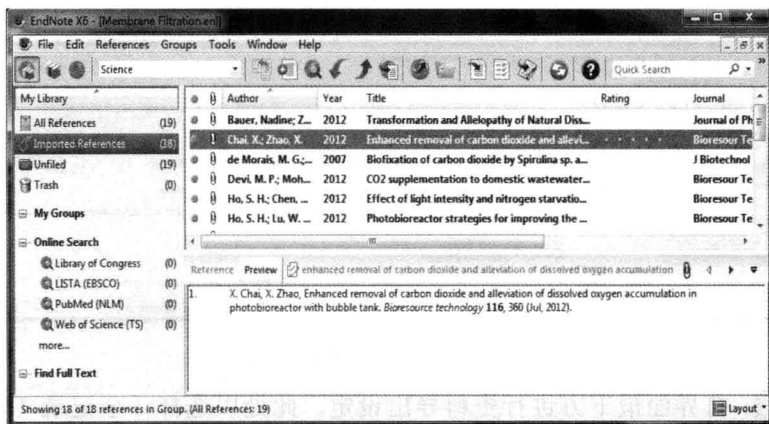 EndNote X6 - [Membrane Filtration.enl]
File Edit References Groups Tools Window Help
Science
Quick Search
My Library
All References (19)
Imported References (18)
Unfiled (19)
Trash (0)
My Groups
Online Search
Library of Congress (0)
LISTA (EBSCO) (0)
PubMed (NLM) (0)
Web of Science (TS) (0)
more...
Find Full Text
Author Year Title Rating Journal
Bauer, Nadine; Z... 2012 Transformation and Allelopathy of Natural Diss... Journal of Ph
Chai, X.; Zhao, X. 2012 Enhanced removal of carbon dioxide and allevi... Bioresour Te
de Morais, M. G.;... 2007 Biofixation of carbon dioxide by Spirulina sp. a... J Biotechnol
Devi, M. P.; Moh... 2012 CO2 supplementation to domestic wastewater... Bioresour Te
Ho, S. H.; Chen, ... 2012 Effect of light intensity and nitrogen starvatio... Bioresour Te
Ho, S. H.; Lu, W. ... 2012 Photobioreactor strategies for improving the ... Bioresour Te
Reference Preview enhanced removal of carbon dioxide and alleviation of dissolved oxygen accumulation
1. X. Chai, X. Zhao, Enhanced removal of carbon dioxide and alleviation of dissolved oxygen accumulation in
photobioreactor with bubble tank. Bioresource technology 116, 360 (Jul, 2012).
Showing 18 of 18 references in Group. (All References: 19)
Layout